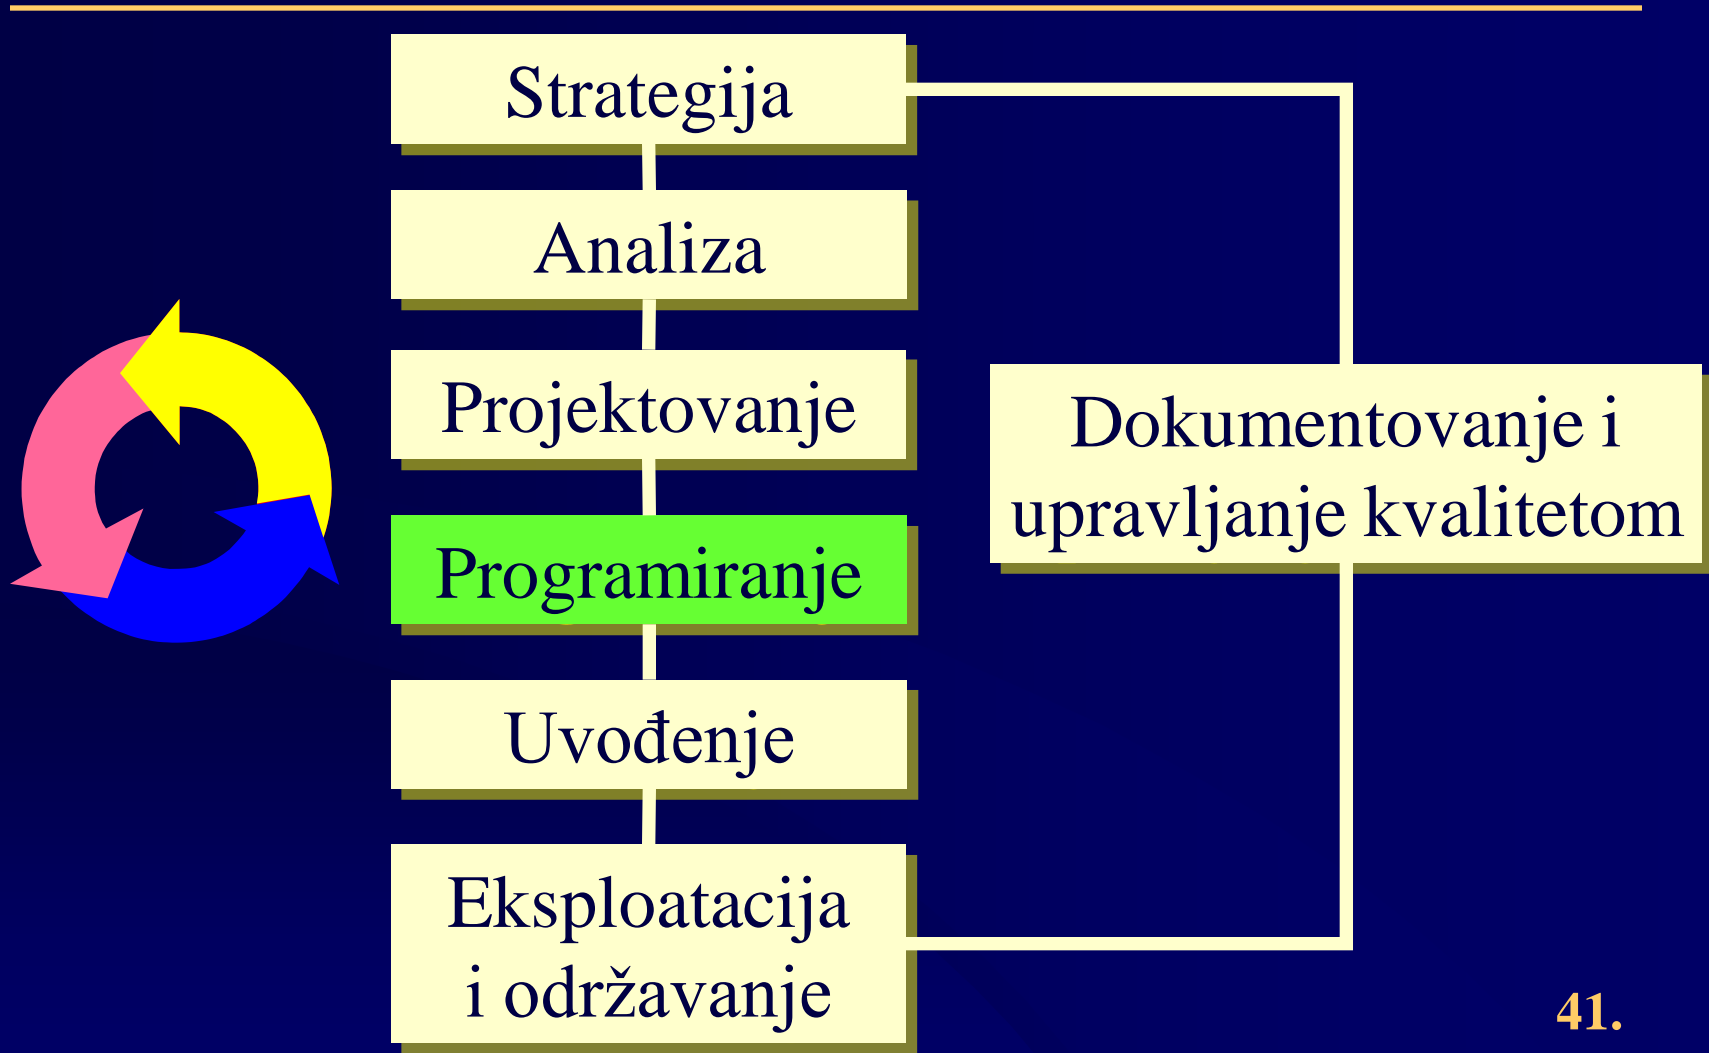 Strategija
Analiza
Projektovanje
Programiranje
Uvođenje
Eksploatacija
i održavanje
Dokumentovanje i
upravljanje kvalitetom
41.